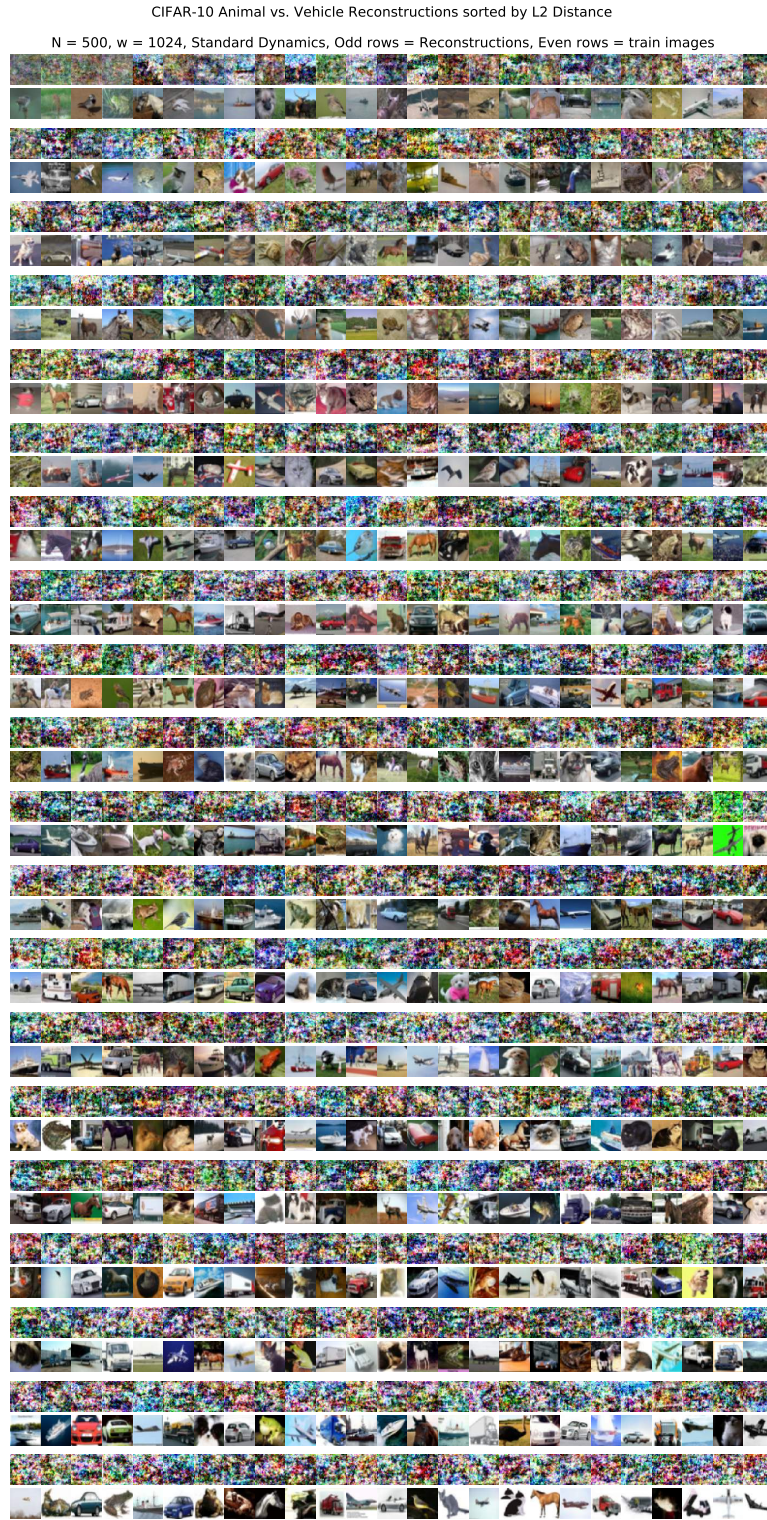 CIFAR-10 Animal vs. Vehicle Reconstructions sorted by L2 Distance
N = 500, w = 1024, Standard Dynamics, Odd rows = Reconstructions, Even rows = train images